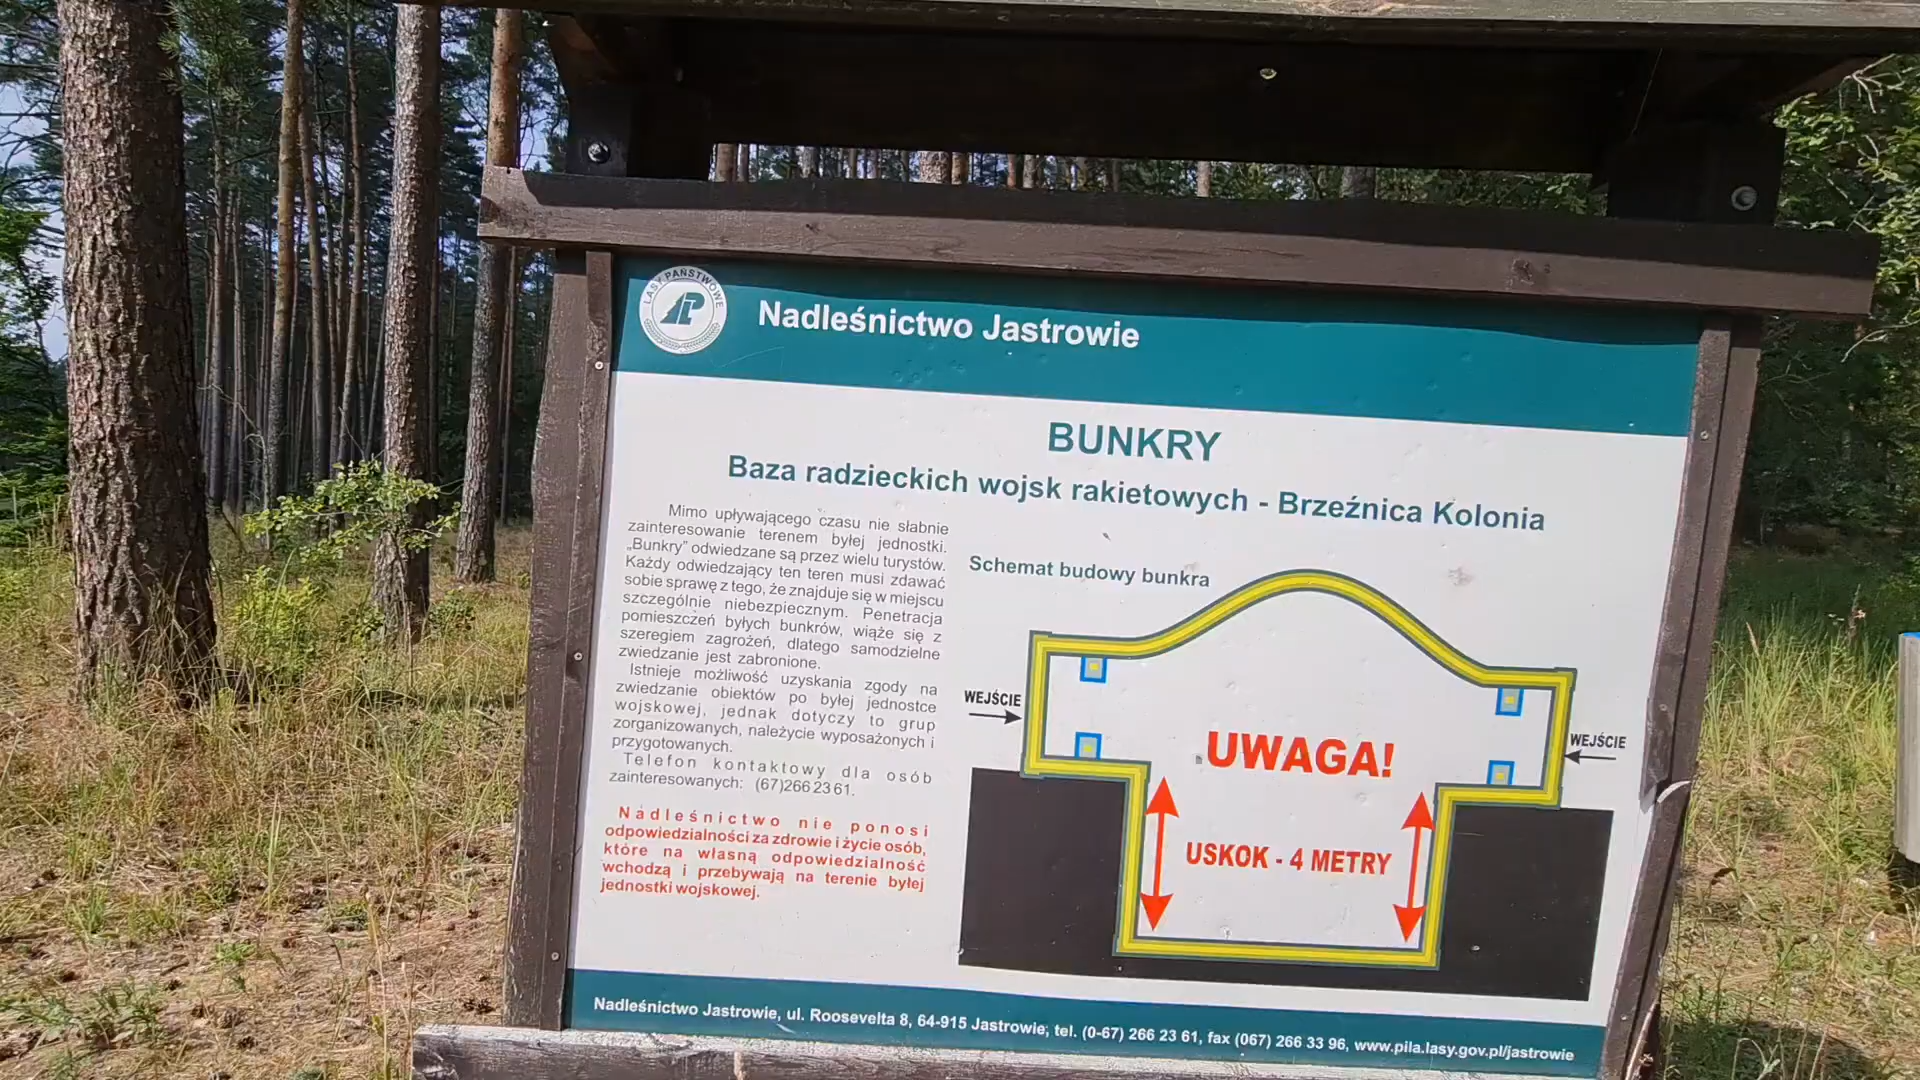 LASY PAŃSTWOWE
Nadleśnictwo Jastrowie
BUNKRY
Baza radzieckich wojsk rakietowych - Brzeźnica Kolonia
Mimo upływającego czasu nie słabnie
zainteresowanie terenem byłej jednostki.
„Bunkry” odwiedzane są przez wielu turystów.
Każdy odwiedzający ten teren musi zdawać
sobie sprawę z tego, że znajduje się w miejscu
szczególnie niebezpiecznym. Penetracja
pomieszczeń byłych bunkrów, wiąże się z
szeregiem zagrożeń, dlatego samodzielne
zwiedzanie jest zabronione.
Istnieje możliwość uzyskania zgody na
zwiedzanie obiektów po byłej jednostce
wojskowej, jednak dotyczy to grup
zorganizowanych, należycie wyposażonych i
przygotowanych.
Telefon kontaktowy dla osób
zainteresowanych: (67)266 23 61.
Nadleśnictwo nie ponosi
odpowiedzialności za zdrowie i życie osób,
które na własną odpowiedzialność
wchodzą i przebywają na terenie byłej
jednostki wojskowej.
Schemat budowy bunkra
WEJŚCIE
UWAGA!
WEJŚCIE
USKOK - 4 METRY
Nadleśnictwo Jastrowie, ul. Roosevelta 8, 64-915 Jastrowie, tel. (0-67) 266 23 61, fax (067) 266 33 96, www.pila.lasy.gov.pl/jastrowie